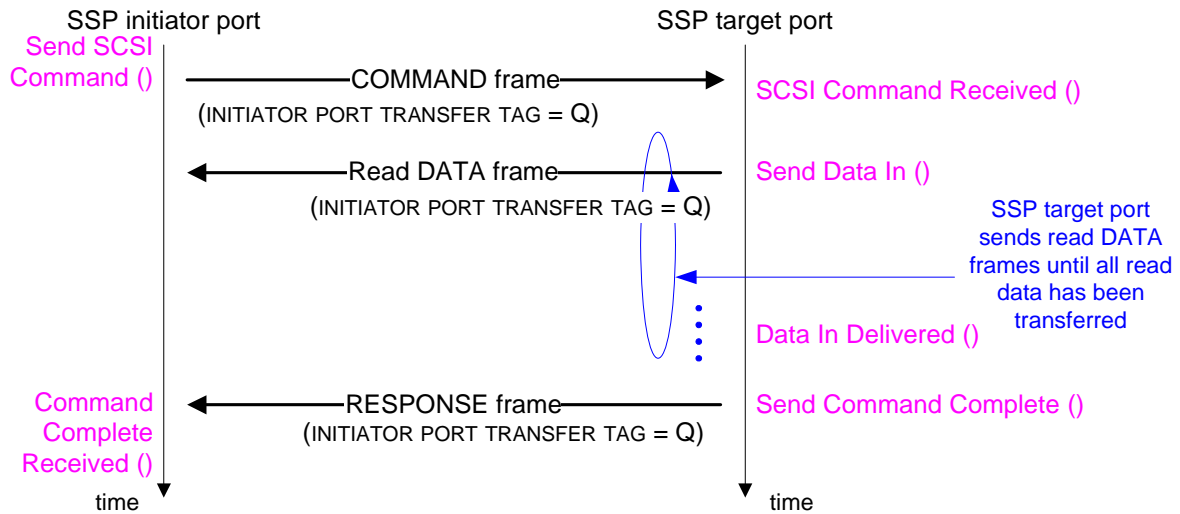 SSP initiator port
SSP target port
Send SCSI
Command ()
COMMAND frame
SCSI Command Received ()
(INITIATOR PORT TRANSFER TAG = Q)
Read DATA frame
Send Data In ()
(INITIATOR PORT TRANSFER TAG = Q)
SSP target port
sends read DATA
frames until all read
data has been
transferred
Data In Delivered ()
Command
Complete
Received ()
RESPONSE frame
Send Command Complete ()
(INITIATOR PORT TRANSFER TAG = Q)
time
time